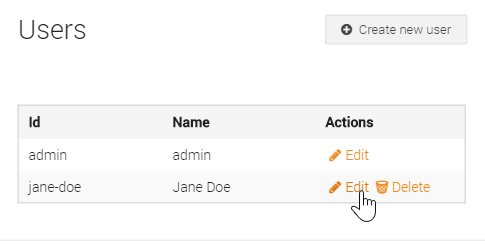 Users
Create new user
Id Name Actions
admin admin Edit
jane-doe Jane Doe Edit Delete